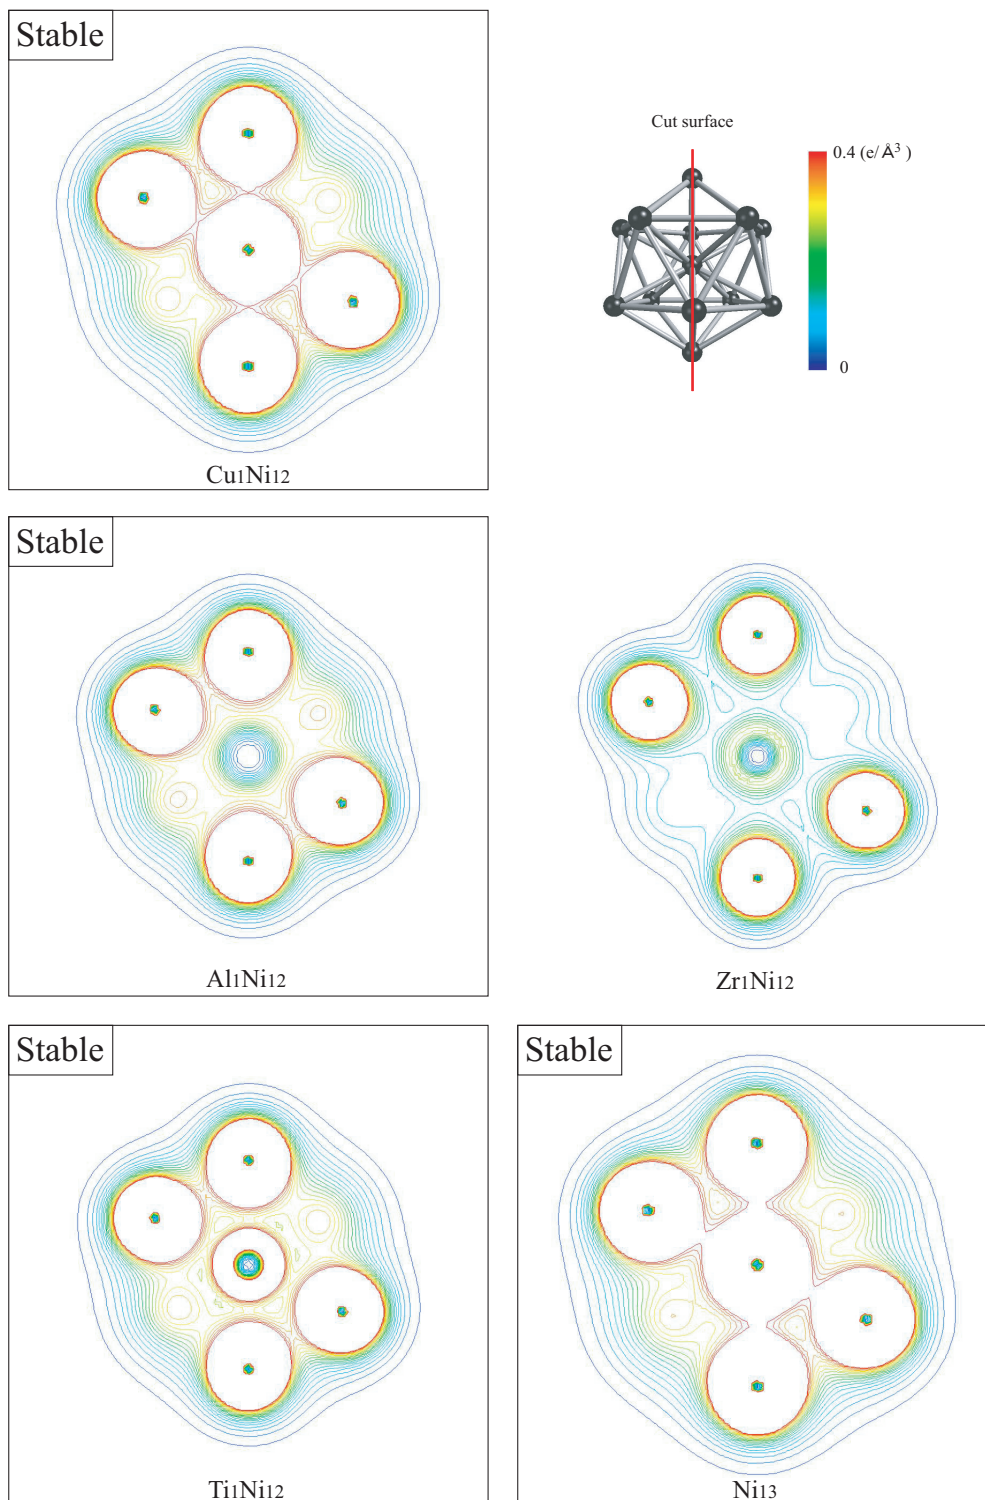 Stable
Cut surface
0.4 (e/Å³ )
0
Cu1Ni12
Stable
Al1Ni12
Zr1Ni12
Stable
Stable
Ti1Ni12
Ni13